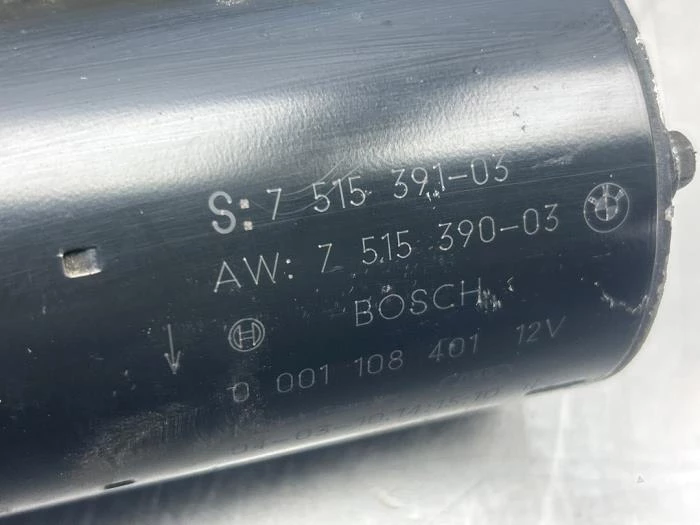 S: 7 515 391-03
AW: 7 515 390-03
BOSCH
0 001 108 401 12V